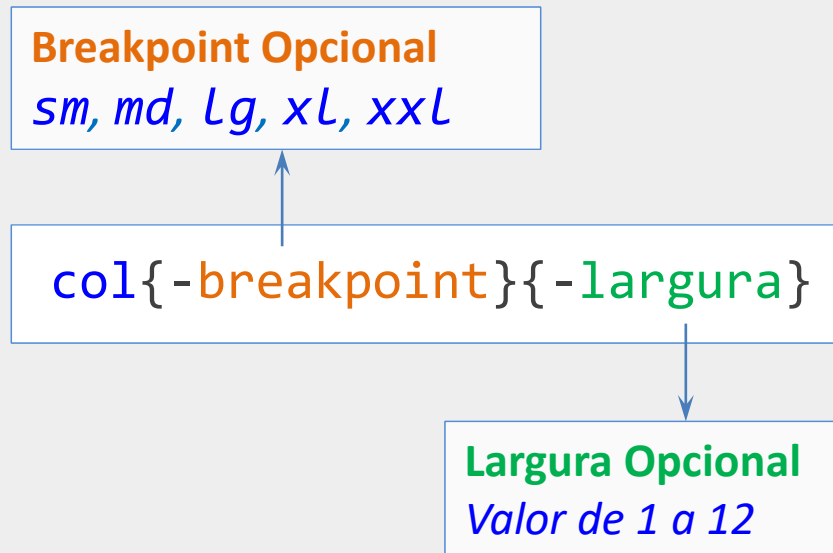 Breakpoint Opcional
sm, md, lg, xl, xxl
col{-breakpoint}{-largura}
Largura Opcional
Valor de 1 a 12